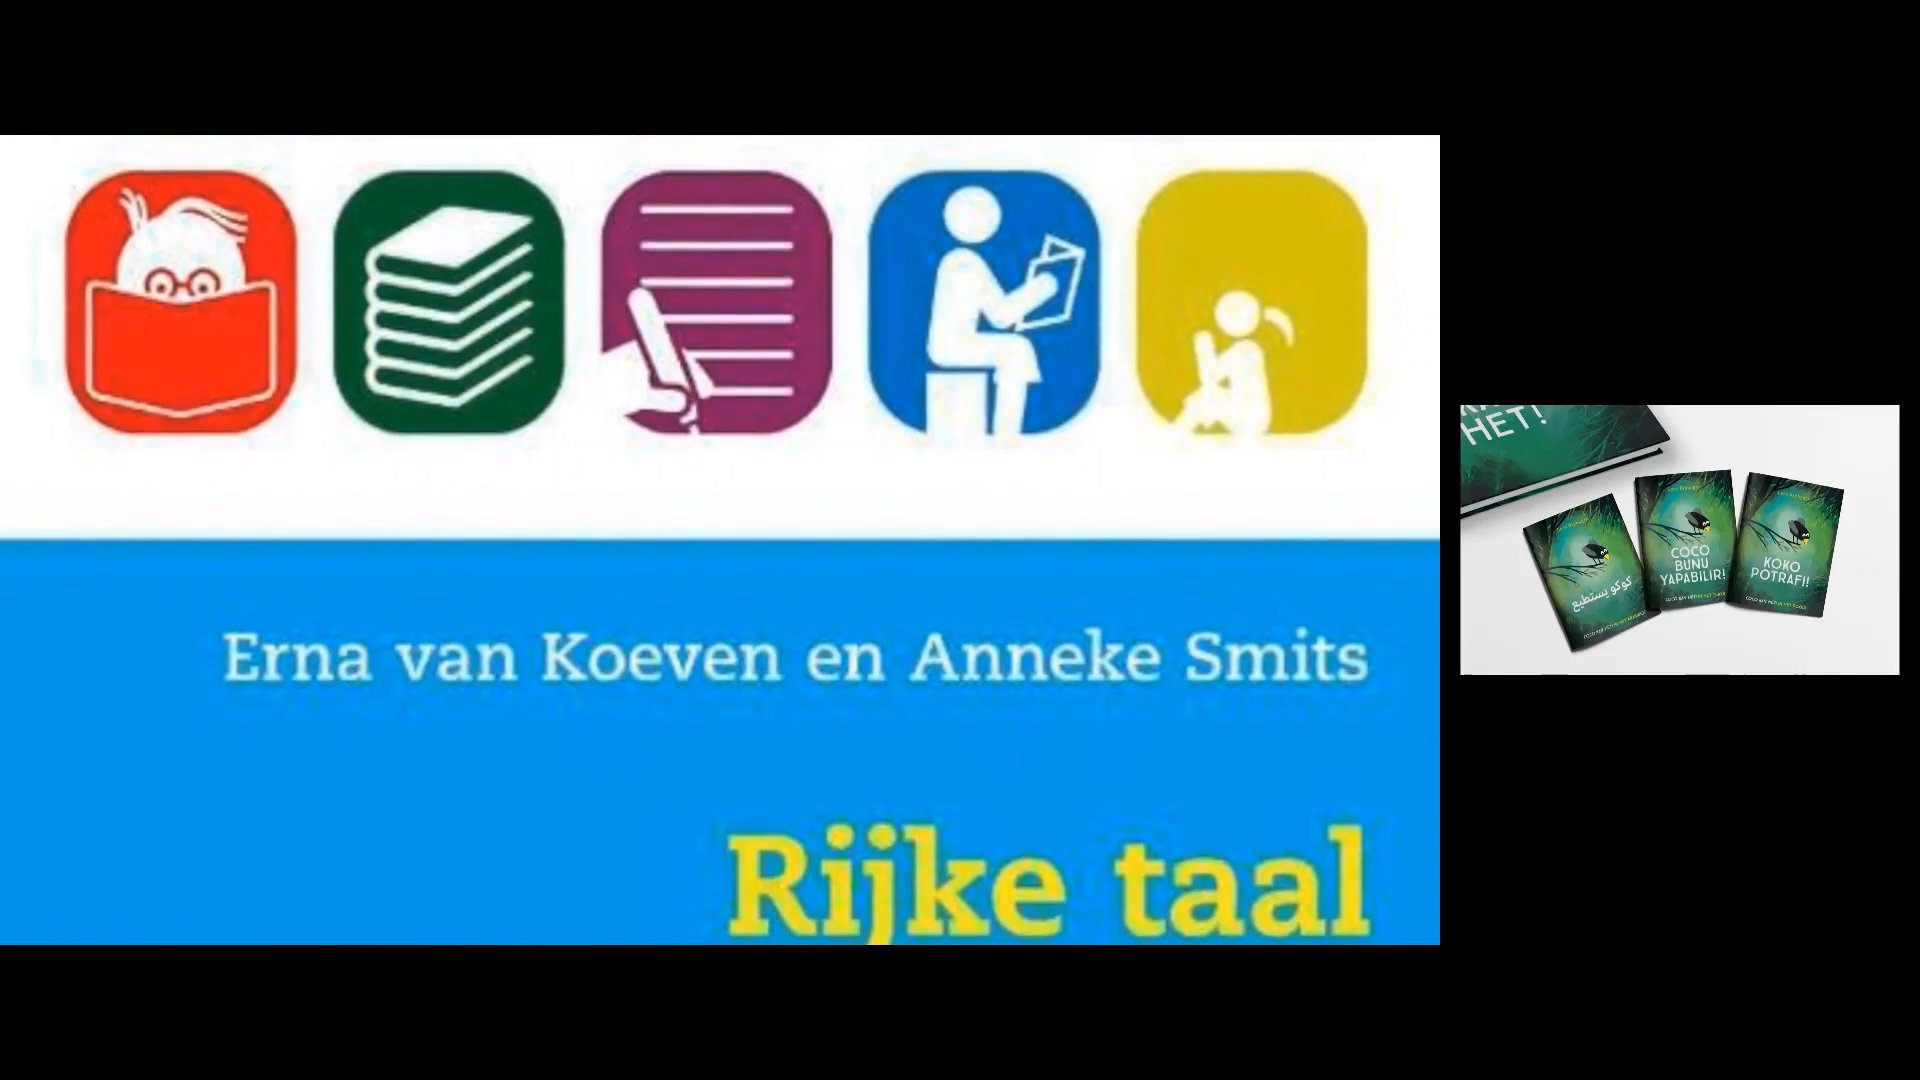 Erna van Koeven en Anneke Smits
Rijke taal
HET!
كوكو يستطيع
COCO
BUNU
YAPABILIR!
KOKO
POTRAFI!